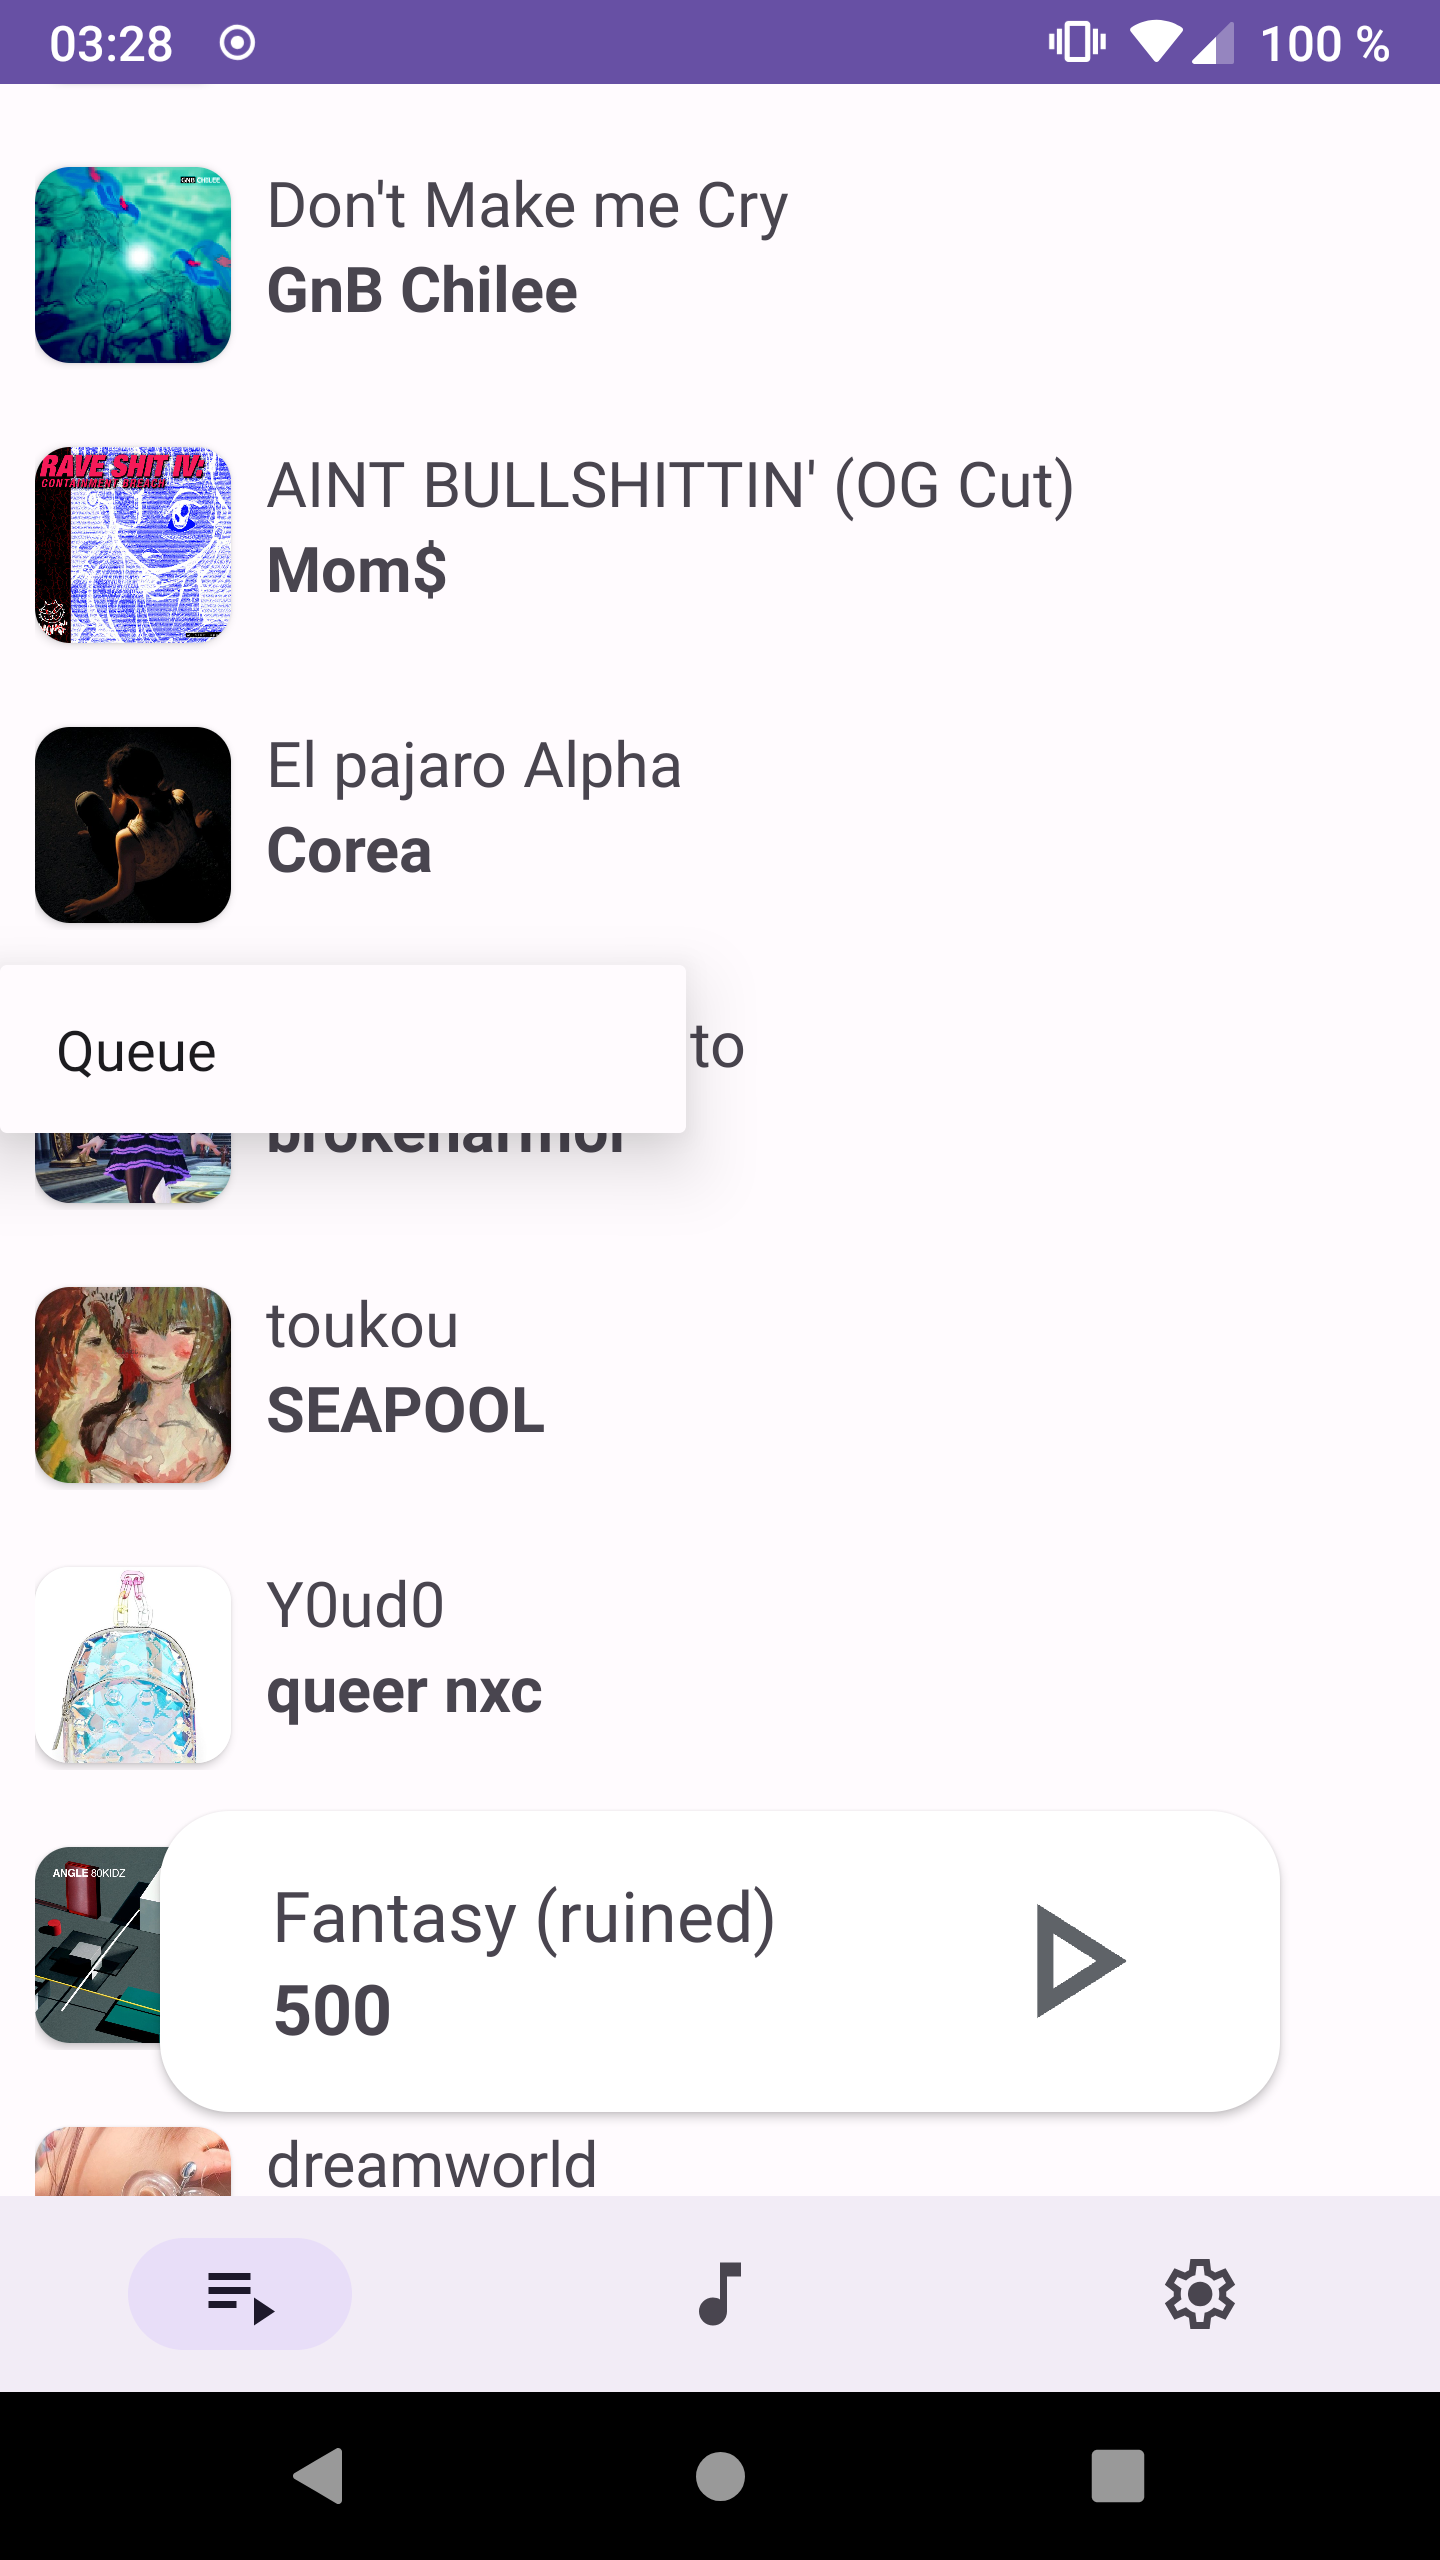 03:28
100 %
GNB CHILEE
Don't Make me Cry
GnB Chilee
RAVE SHIT IV:
CONTAINMENT BREACH
AINT BULLSHITTIN' (OG Cut)
Mom$
El pajaro Alpha
Corea
Queue
to
brokenarmor
toukou
SEAPOOL
Y0ud0
queer nxc
ANGLE 80KIDZ
Fantasy (ruined)
500
dreamworld